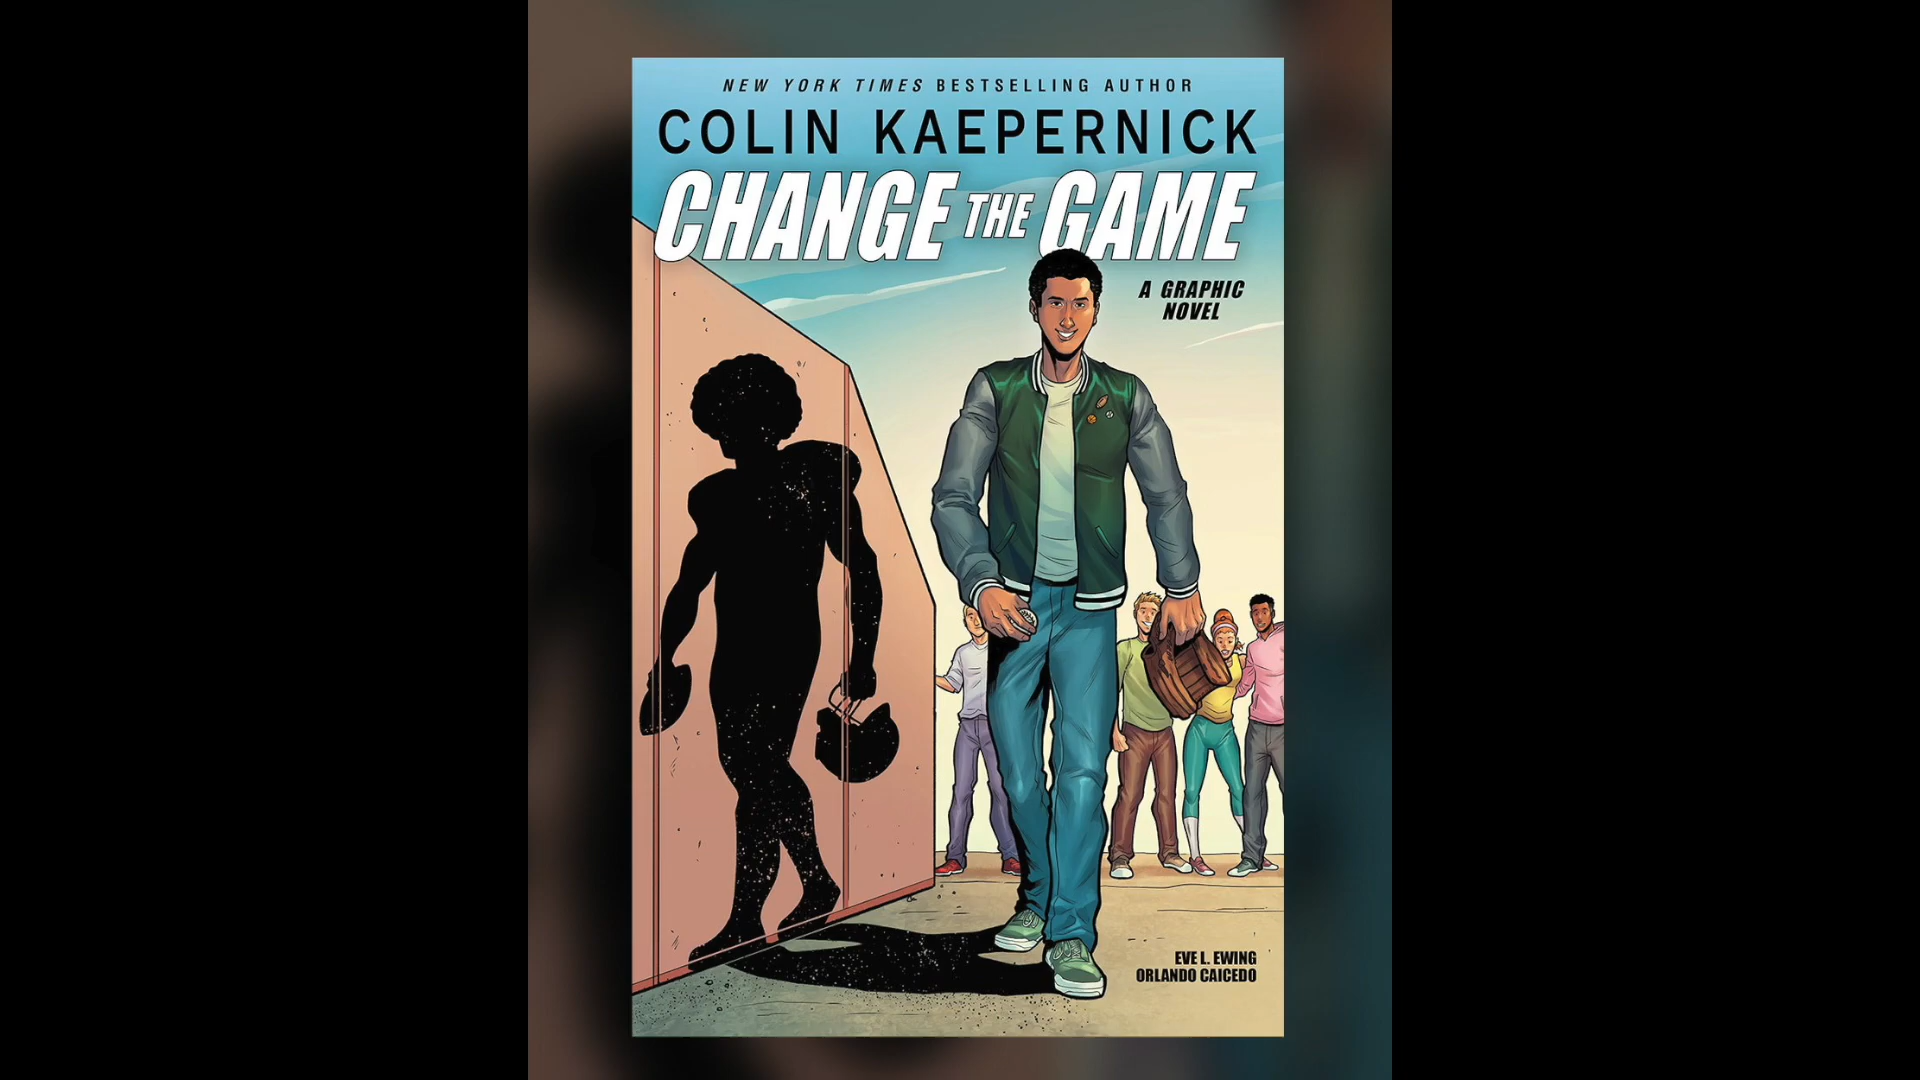 NEW YORK TIMES BESTSELLING AUTHOR
COLIN KAEPERNICK
CHANGE THE GAME
A GRAPHIC
NOVEL
EVE L. EWING
ORLANDO CAICEDO